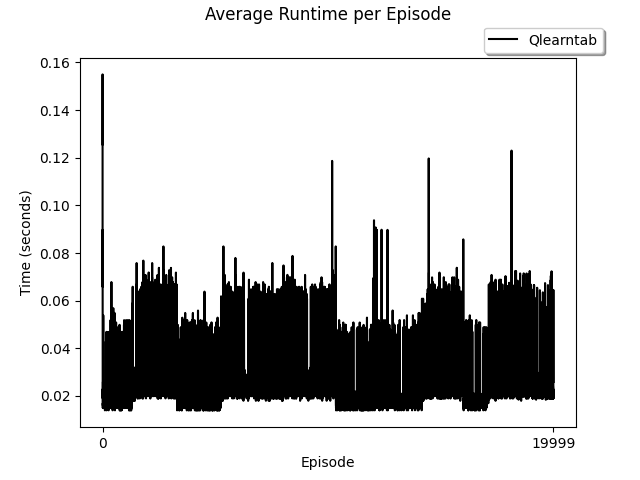 Average Runtime per Episode
Qlearntab
0.16
0.14
0.12
0.10
0.08
0.06
0.04
0.02
Time (seconds)
0
19999
Episode